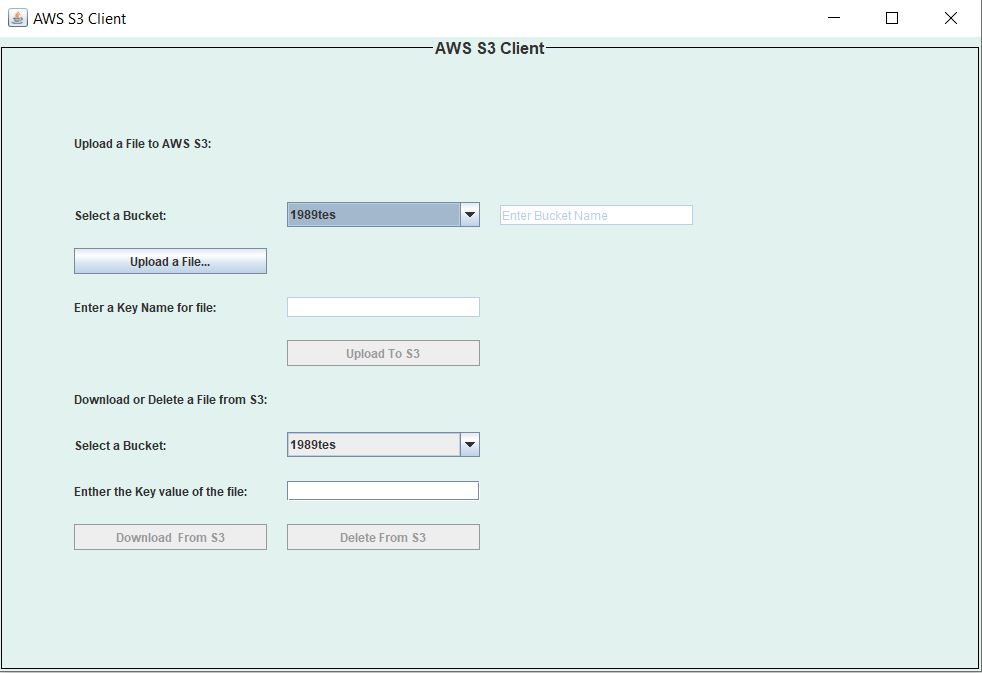 AWS S3 Client
AWS S3 Client
Upload a File to AWS S3:
Select a Bucket: 1989tes Enter Bucket Name
Upload a File...
Enter a Key Name for file:
Upload To S3
Download or Delete a File from S3:
Select a Bucket: 1989tes
Enther the Key value of the file:
Download From S3 Delete From S3